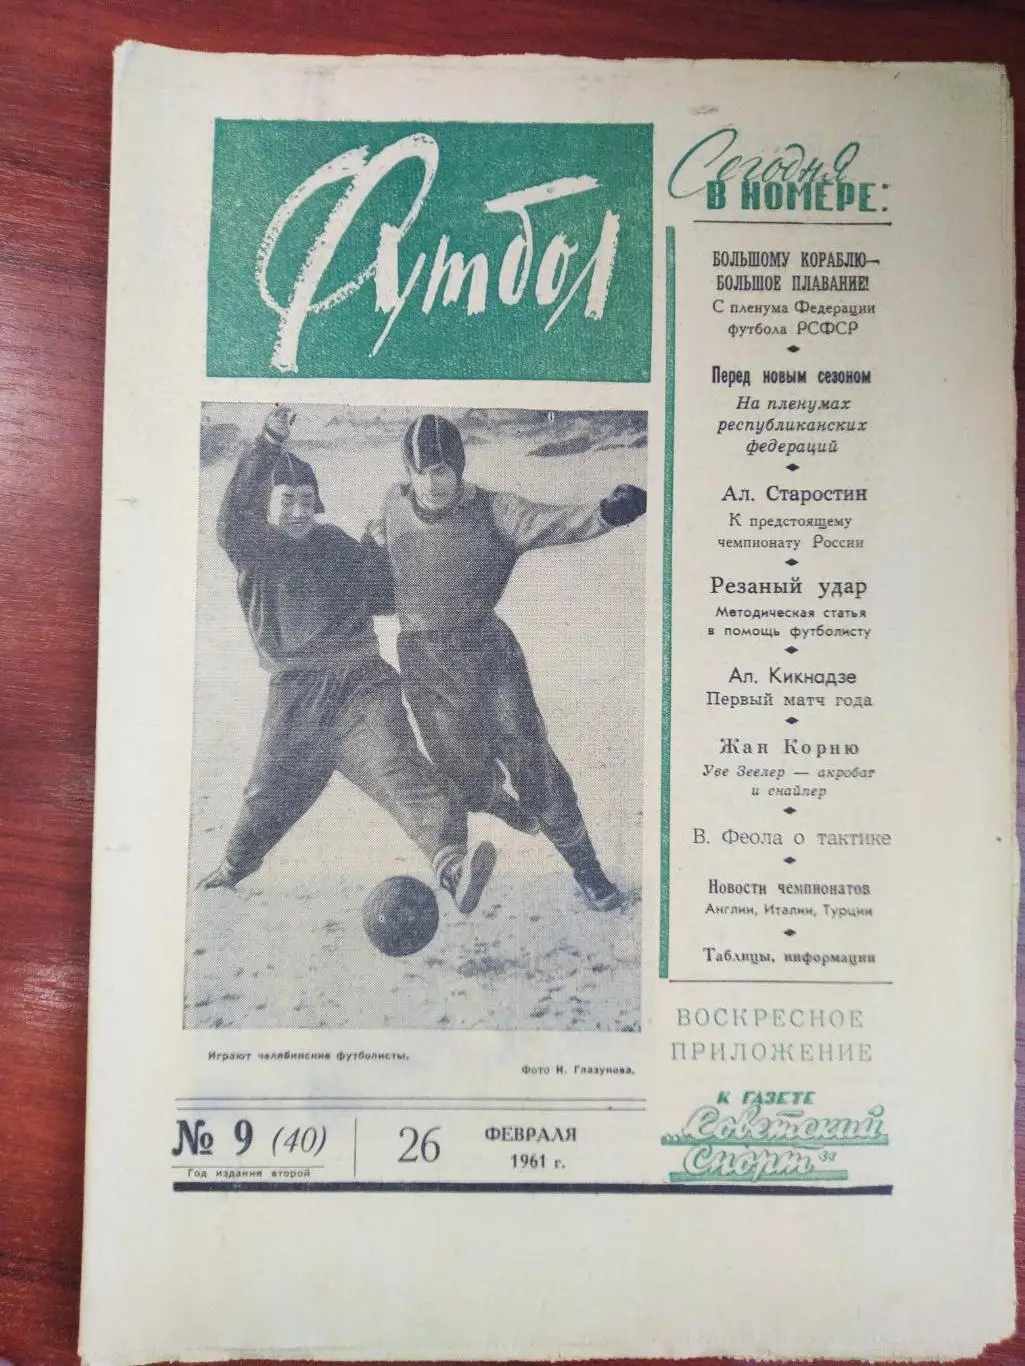 Футбол
Сегодня
В НОМЕРЕ:
БОЛЬШОМУ КОРАБЛЮ—
БОЛЬШОЕ ПЛАВАНИЕ!
С пленума Федерации
футбола РСФСР
Перед новым сезоном
На пленумах
республиканских
федераций
Ал. Старостин
К предстоящему
чемпионату России
Резаный удар
Методическая статья
в помощь футболисту
Ал. Кикнадзе
Первый матч года
Жан Корню
Уве Зеелер — акробат
и снайпер
В. Феола о тактике
Новости чемпионатов
Англии, Италии, Турции
Таблицы, информации
ВОСКРЕСНОЕ
ПРИЛОЖЕНИЕ
К ГАЗЕТЕ
„Советский
Спорт“
Играют челябинские футболисты.
Фото И. Глазунова.
№ 9 (40)
Год издания второй
26
ФЕВРАЛЯ
1961 г.